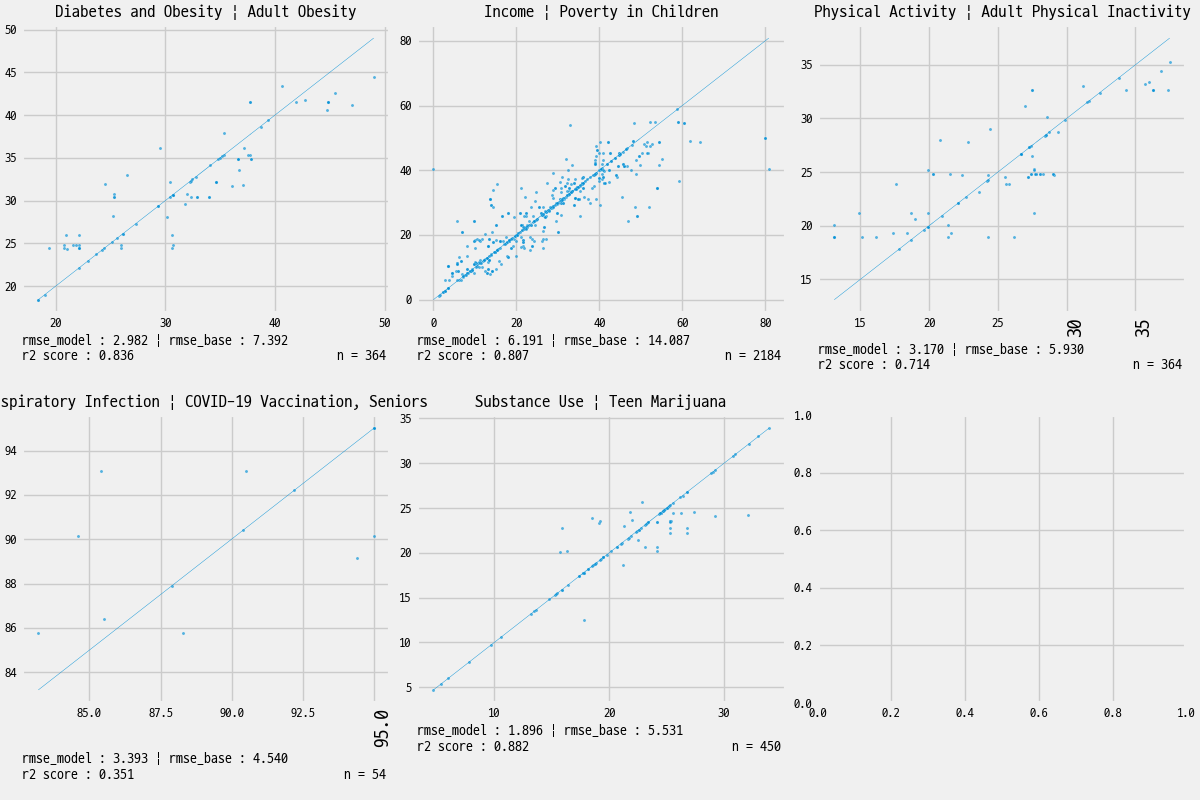 Diabetes and Obesity ¦ Adult Obesity
50
45
40
35
30
25
20
20 30 40 50
rmse_model : 2.982 ¦ rmse_base : 7.392
r2 score : 0.836 n = 364
Income ¦ Poverty in Children
80
60
40
20
0
0 20 40 60 80
rmse_model : 6.191 ¦ rmse_base : 14.087
r2 score : 0.807 n = 2184
Physical Activity ¦ Adult Physical Inactivity
35
30
25
20
15
15 20 25 30 35
rmse_model : 3.170 ¦ rmse_base : 5.930
r2 score : 0.714 n = 364
spiratory Infection ¦ COVID-19 Vaccination, Seniors
94
92
90
88
86
84
85.0 87.5 90.0 92.5 95.0
rmse_model : 3.393 ¦ rmse_base : 4.540
r2 score : 0.351 n = 54
Substance Use ¦ Teen Marijuana
35
30
25
20
15
10
5
10 20 30
rmse_model : 1.896 ¦ rmse_base : 5.531
r2 score : 0.882 n = 450
1.0
0.8
0.6
0.4
0.2
0.0
0.0 0.2 0.4 0.6 0.8 1.0